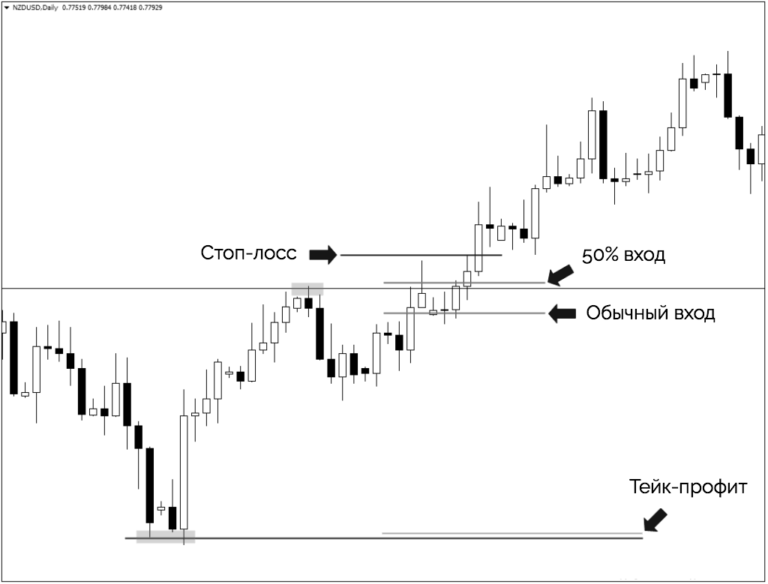 NZDUSD,Daily 0.77519 0.77984 0.77418 0.77929
Стоп-лосс
50% вход
Обычный вход
Тейк-профит